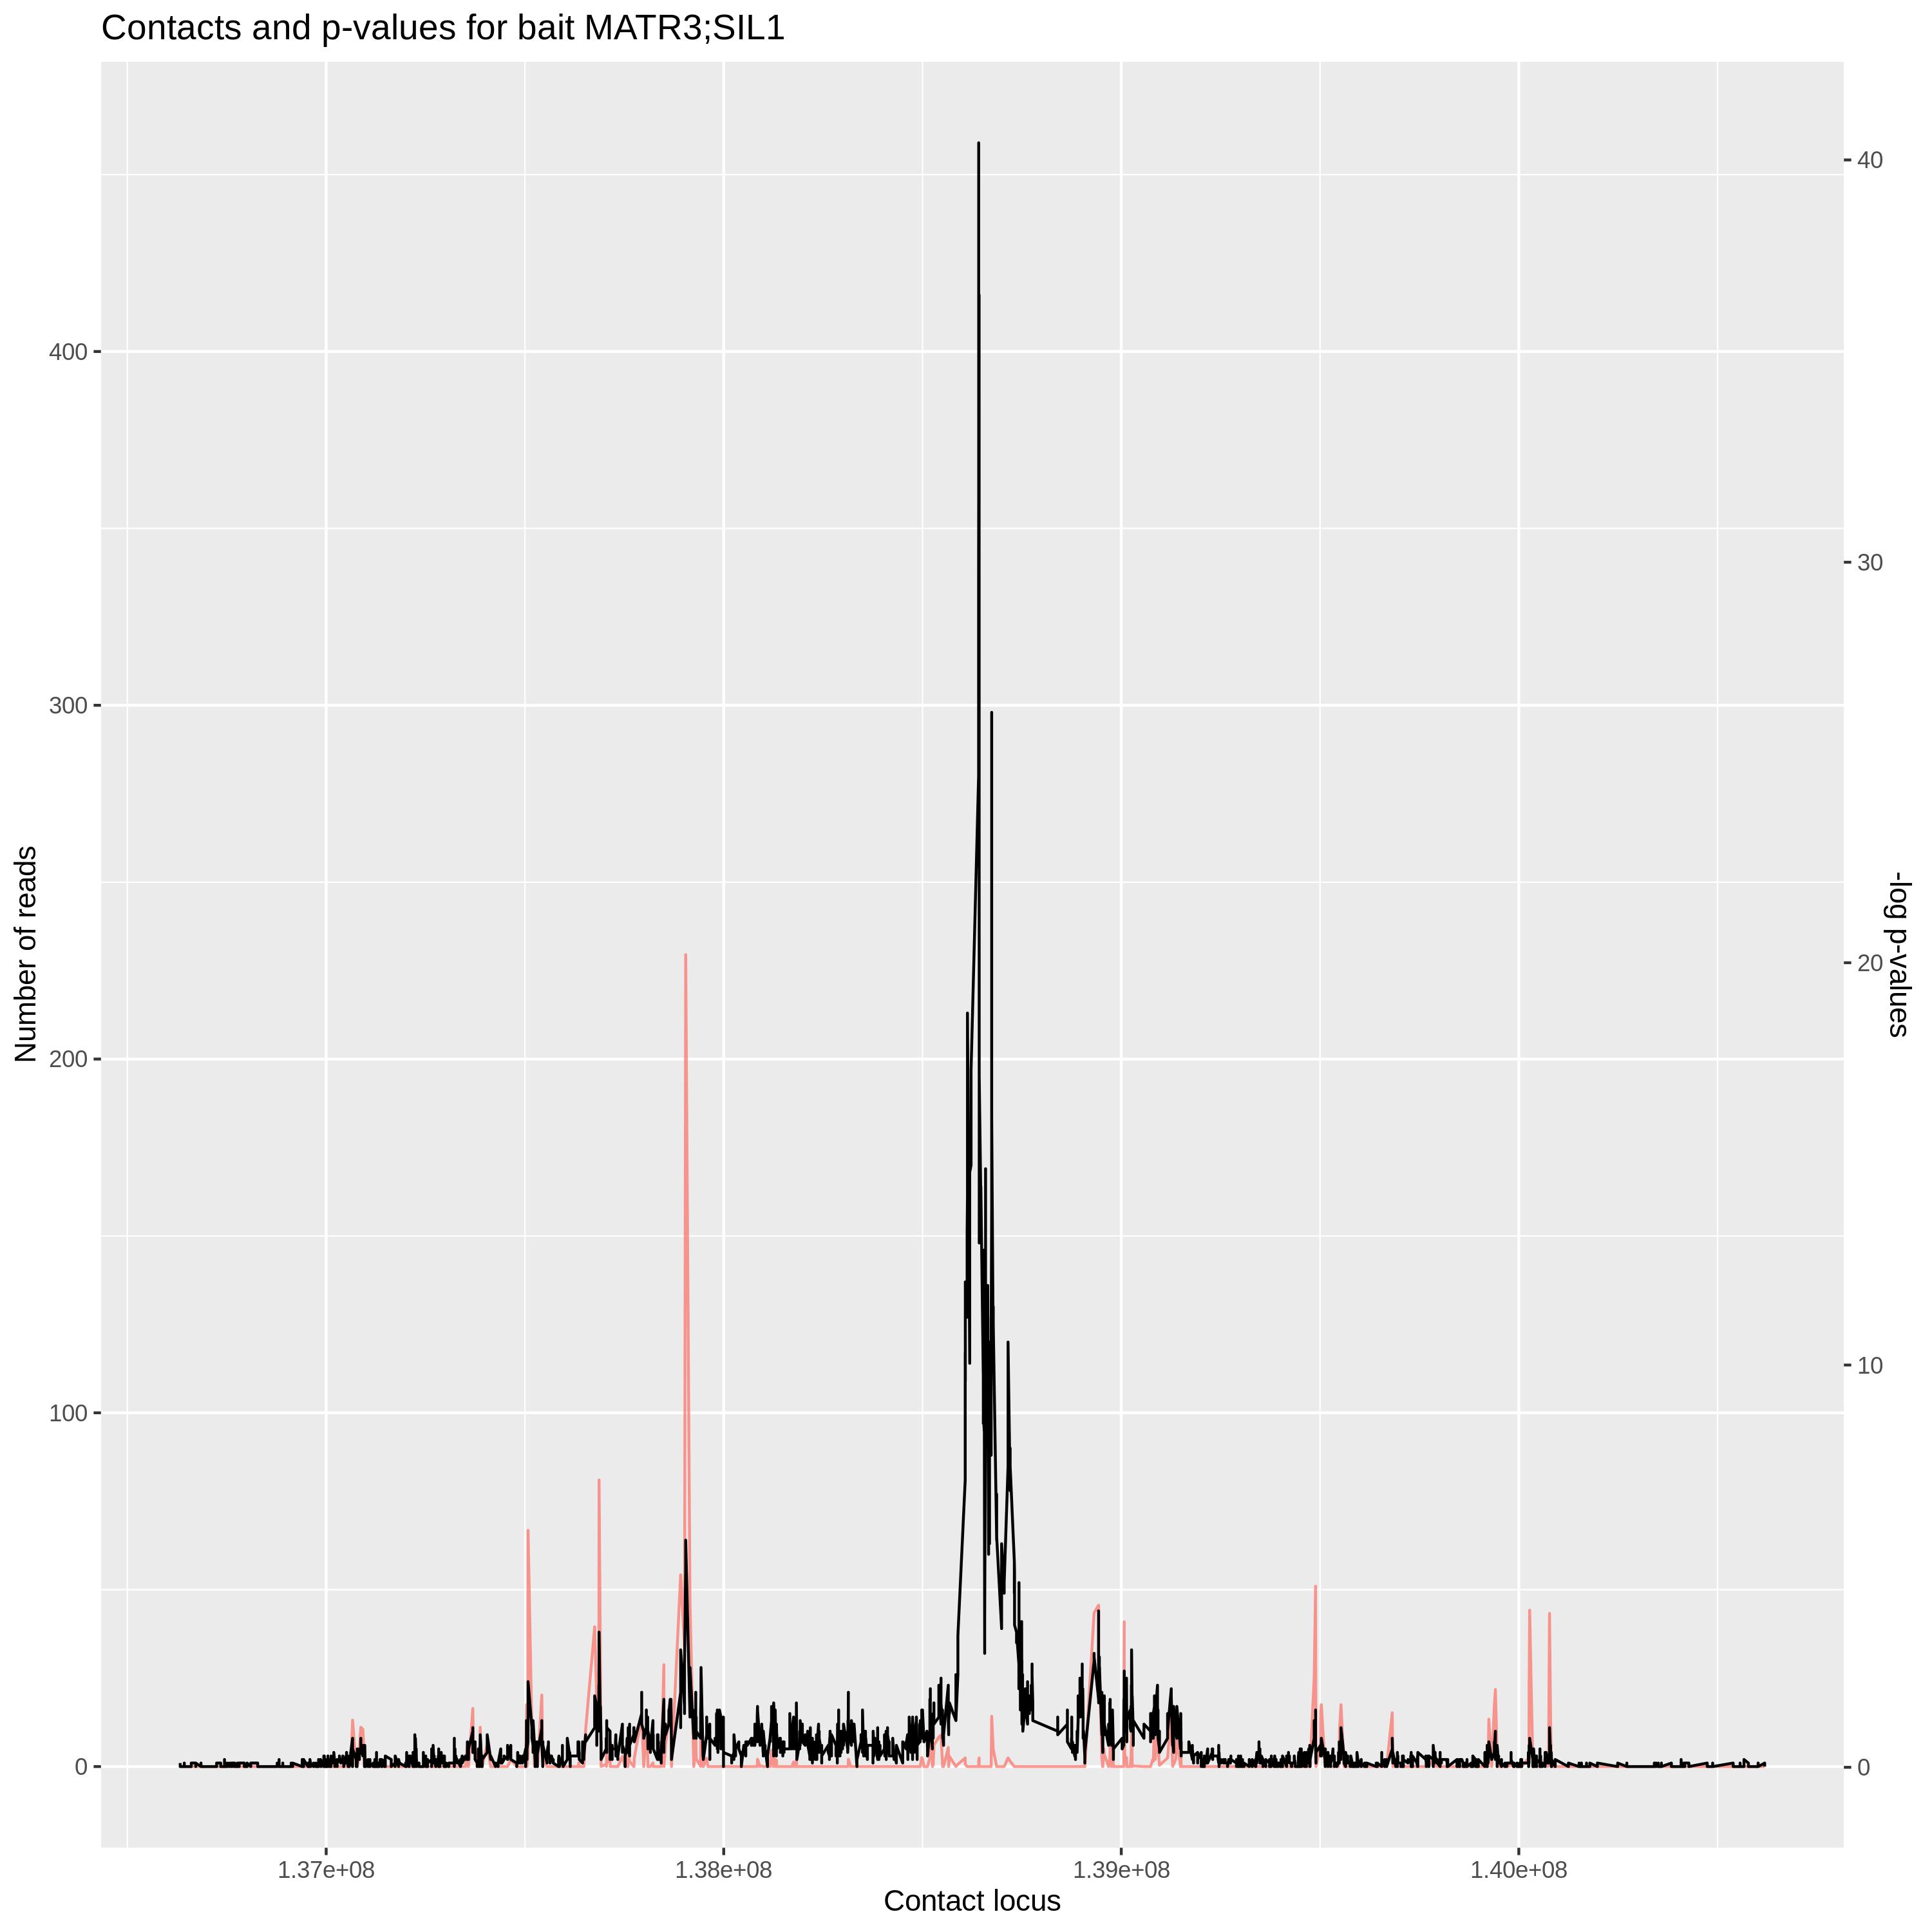 Contacts and p-values for bait MATR3;SIL1
Number of reads
400
300
200
100
0
40
30
20
10
0
-log p-values
1.37e+08
1.38e+08
1.39e+08
1.40e+08
Contact locus